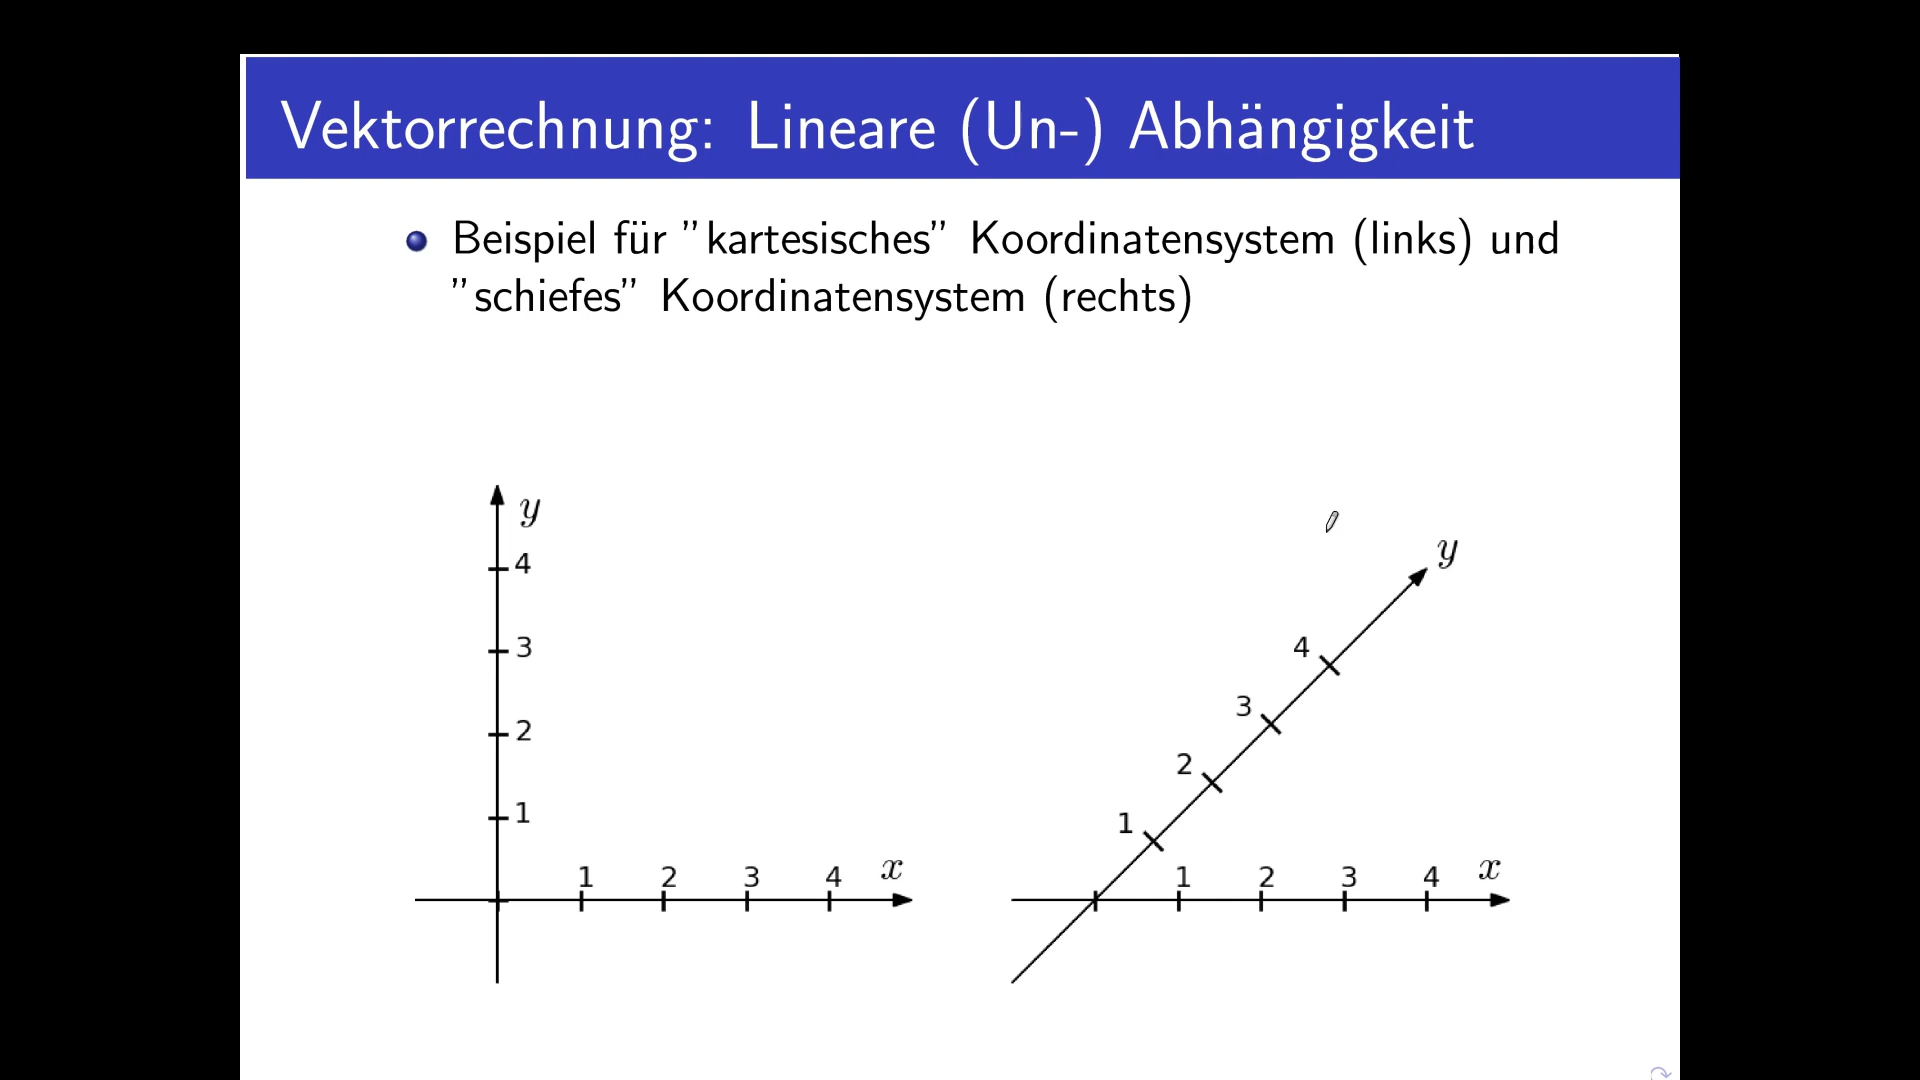 Vektorrechnung: Lineare (Un-) Abhängigkeit
Beispiel für ”kartesisches” Koordinatensystem (links) und
”schiefes” Koordinatensystem (rechts)
y
4
3
2
1
1 2 3 4 x
y
4
3
2
1
1 2 3 4 x